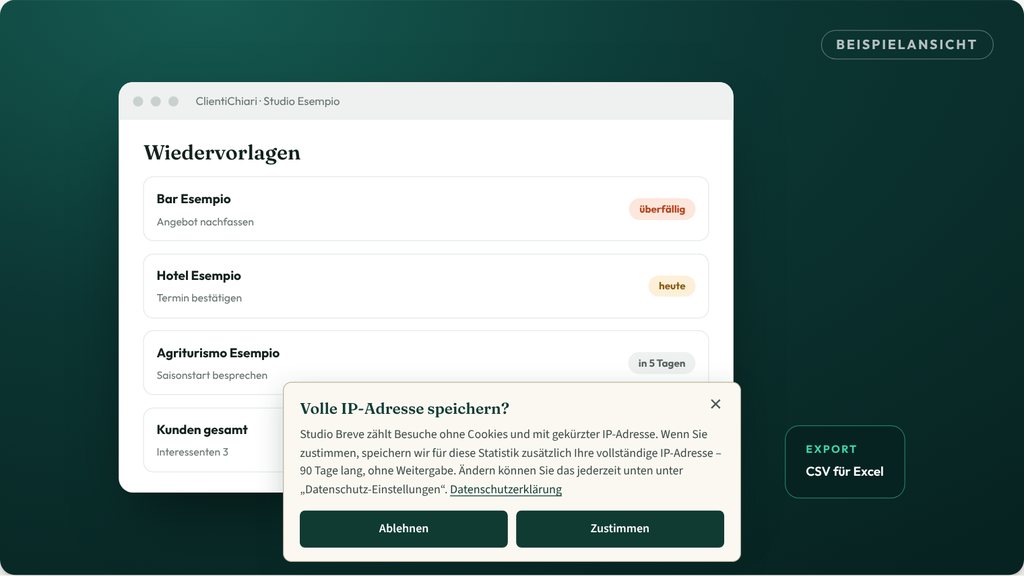 BEISPIELANSICHT
ClientiChiari · Studio Esempio
Wiedervorlagen
Bar Esempio
Angebot nachfassen
überfällig
Hotel Esempio
Termin bestätigen
heute
Agriturismo Esempio
Saisonstart besprechen
in 5 Tagen
Kunden gesamt
Interessenten 3
Volle IP-Adresse speichern?
Studio Breve zählt Besuche ohne Cookies und mit gekürzter IP-Adresse. Wenn Sie
zustimmen, speichern wir für diese Statistik zusätzlich Ihre vollständige IP-Adresse –
90 Tage lang, ohne Weitergabe. Ändern können Sie das jederzeit unten unter
„Datenschutz-Einstellungen“. Datenschutzerklärung
Ablehnen
Zustimmen
EXPORT
CSV für Excel